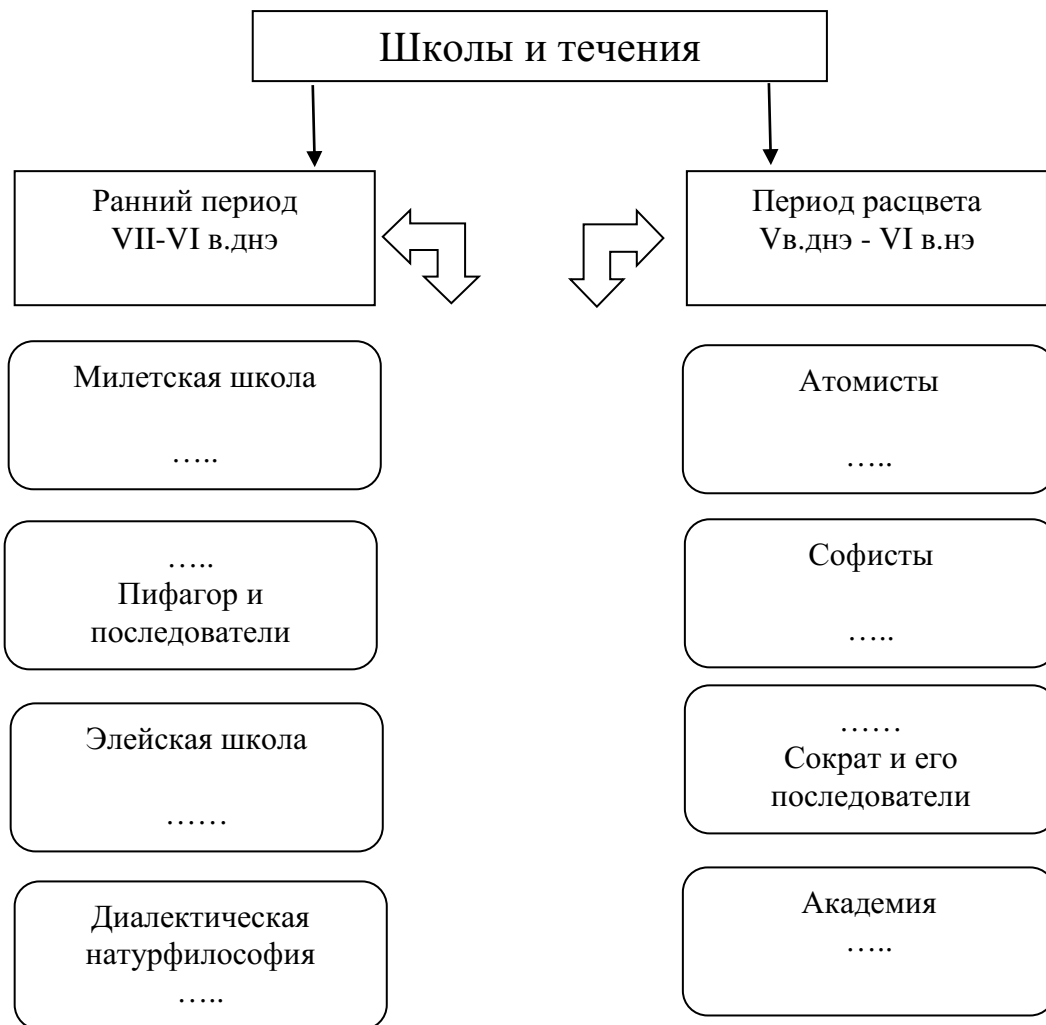 Школы и течения
Ранний период
VII-VI в.днэ
Период расцвета
Vв.днэ - VI в.нэ
Милетская школа
…..
Атомисты
…..
…..
Пифагор и
последователи
Софисты
…..
Элейская школа
……
……
Сократ и его
последователи
Диалектическая
натурфилософия
…..
Академия
…..